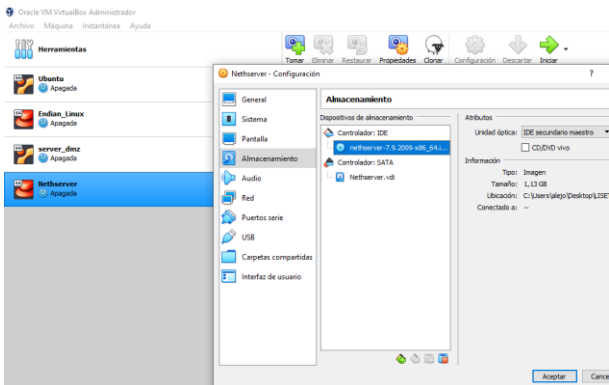 Oracle VM VirtualBox Administrador
Archivo Máquina Instantánea Ayuda
Herramientas
Tomar Eliminar Restaurar Propiedades Clonar Configuración Descartar Iniciar
Ubuntu
Apagada
Endian_Linux
Apagada
server_dmz
Apagada
Nethserver
Apagada
Nethserver - Configuración ?
General
Sistema
Pantalla
Almacenamiento
Audio
Red
Puertos serie
USB
Carpetas compartidas
Interfaz de usuario
Almacenamiento
Dispositivos de almacenamiento
Controlador: IDE
nethserver-7.9.2009-x86_64.i...
Controlador: SATA
Nethserver.vdi
Atributos
Unidad óptica: IDE secundario maestro
CD/DVD vivo
Información
Tipo: Imagen
Tamaño: 1,13 GB
Ubicación: C:\Users\alejo\Desktop\LISET
Conectado a: --
Aceptar Cance